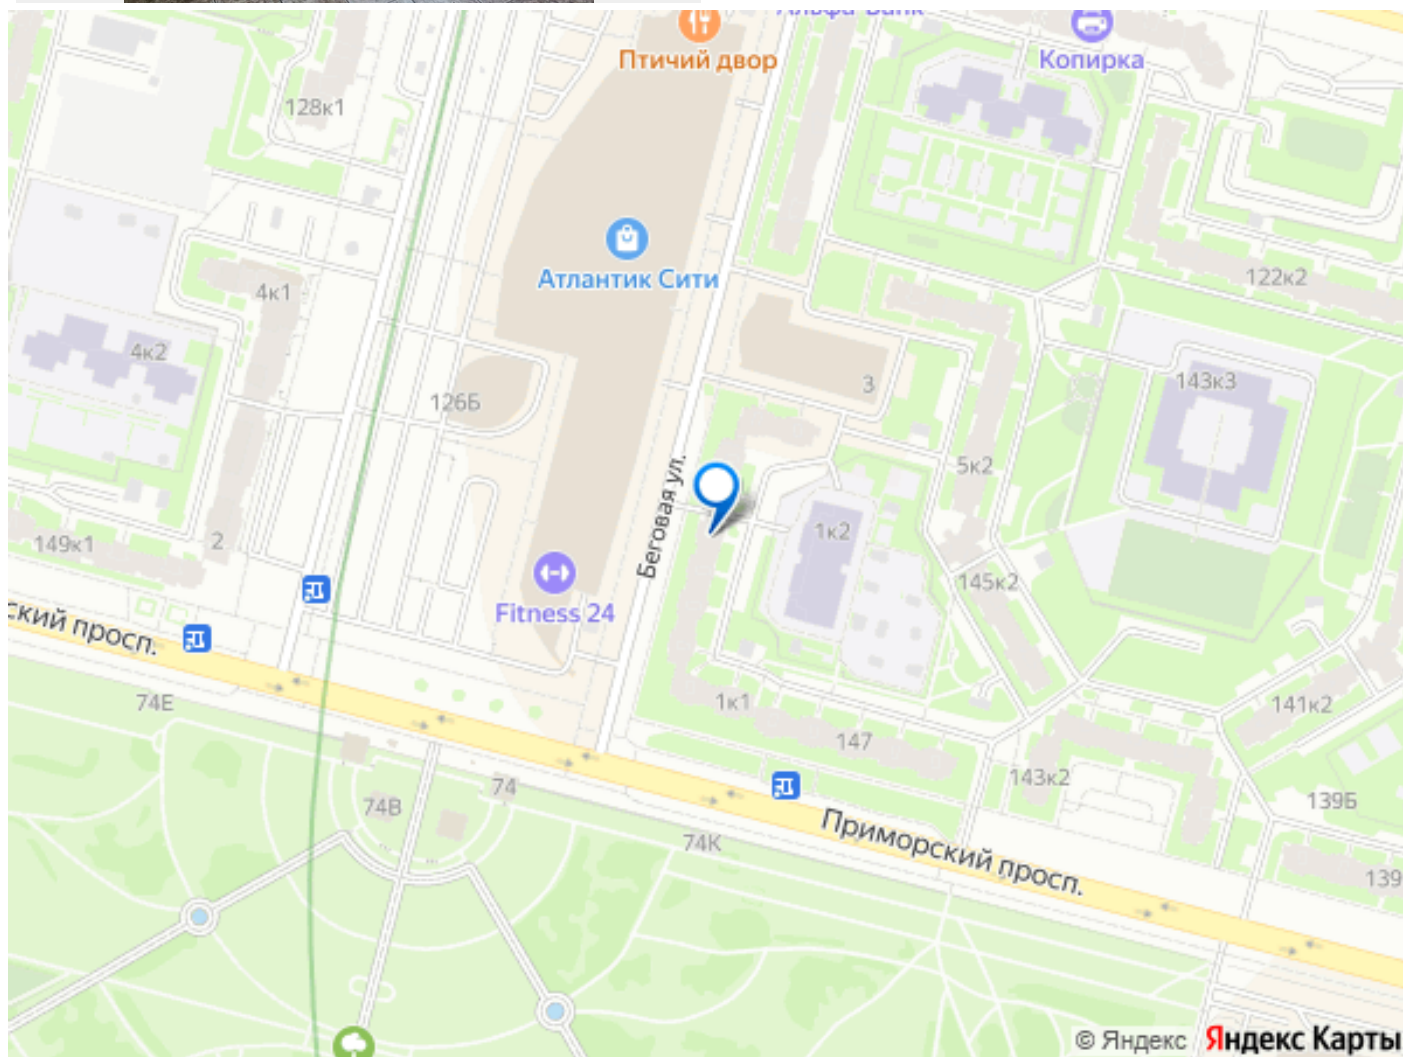 Альфа-Банк
Птичий двор
Копирка
128к1
Атлантик Сити
122к2
4к1
4к2
143к3
3
126Б
5к2
Беговая ул.
1к2
149к1
2
145к2
Fitness 24
ский просп.
74Е
1к1
141к2
147
143к2
74
74В
139Б
74К
Приморский просп.
139
© Яндекс Яндекс Карты